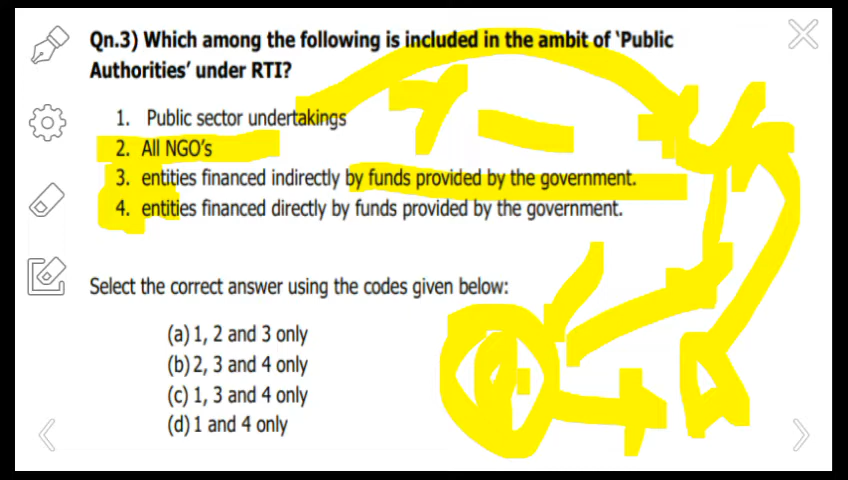 Qn.3) Which among the following is included in the ambit of ‘Public
Authorities’ under RTI?
1. Public sector undertakings
2. All NGO’s
3. entities financed indirectly by funds provided by the government.
4. entities financed directly by funds provided by the government.
Select the correct answer using the codes given below:
(a) 1, 2 and 3 only
(b) 2, 3 and 4 only
(c) 1, 3 and 4 only
(d) 1 and 4 only